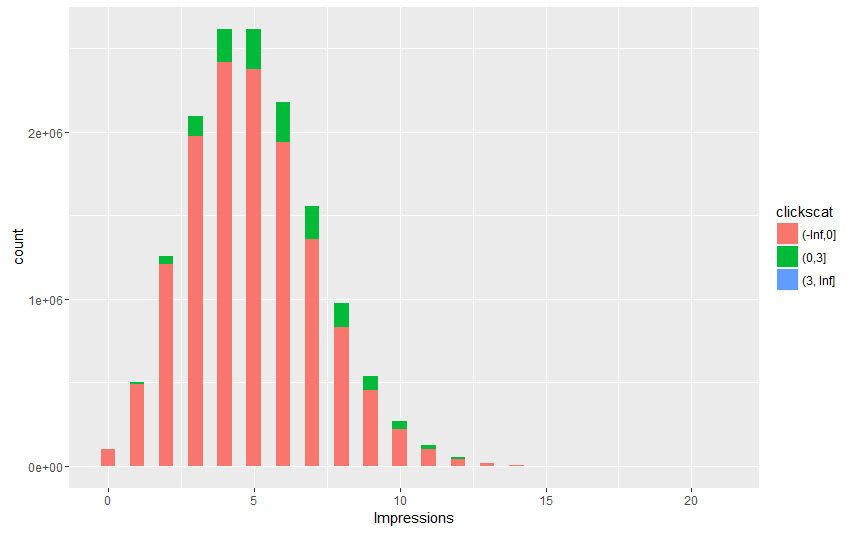 count
2e+06
1e+06
0e+00
0
5
10
15
20
Impressions
clickscat
(-Inf,0]
(0,3]
(3, Inf]